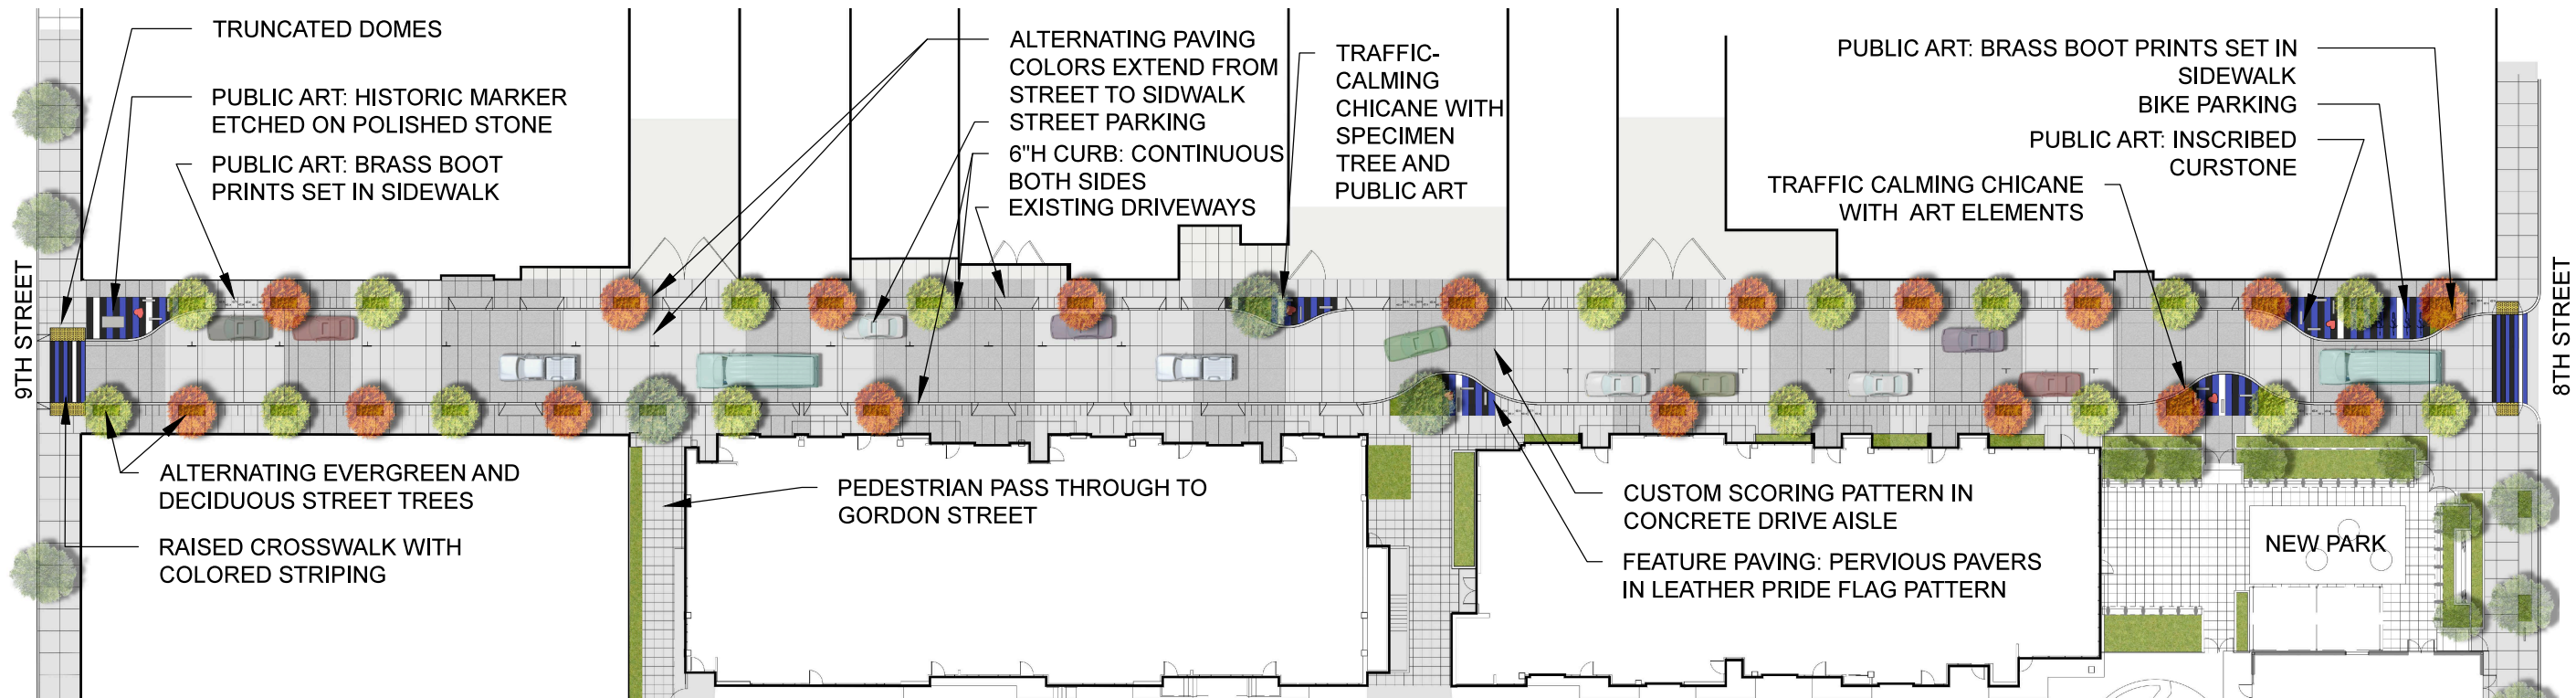 TRUNCATED DOMES
PUBLIC ART: HISTORIC MARKER
ETCHED ON POLISHED STONE
PUBLIC ART: BRASS BOOT
PRINTS SET IN SIDEWALK
ALTERNATING PAVING
COLORS EXTEND FROM
STREET TO SIDWALK
STREET PARKING
6"H CURB: CONTINUOUS
BOTH SIDES
EXISTING DRIVEWAYS
TRAFFIC-
CALMING
CHICANE WITH
SPECIMEN
TREE AND
PUBLIC ART
PUBLIC ART: BRASS BOOT PRINTS SET IN
SIDEWALK
BIKE PARKING
PUBLIC ART: INSCRIBED
CURSTONE
TRAFFIC CALMING CHICANE
WITH ART ELEMENTS
9TH STREET
8TH STREET
ALTERNATING EVERGREEN AND
DECIDUOUS STREET TREES
RAISED CROSSWALK WITH
COLORED STRIPING
PEDESTRIAN PASS THROUGH TO
GORDON STREET
CUSTOM SCORING PATTERN IN
CONCRETE DRIVE AISLE
FEATURE PAVING: PERVIOUS PAVERS
IN LEATHER PRIDE FLAG PATTERN
NEW PARK